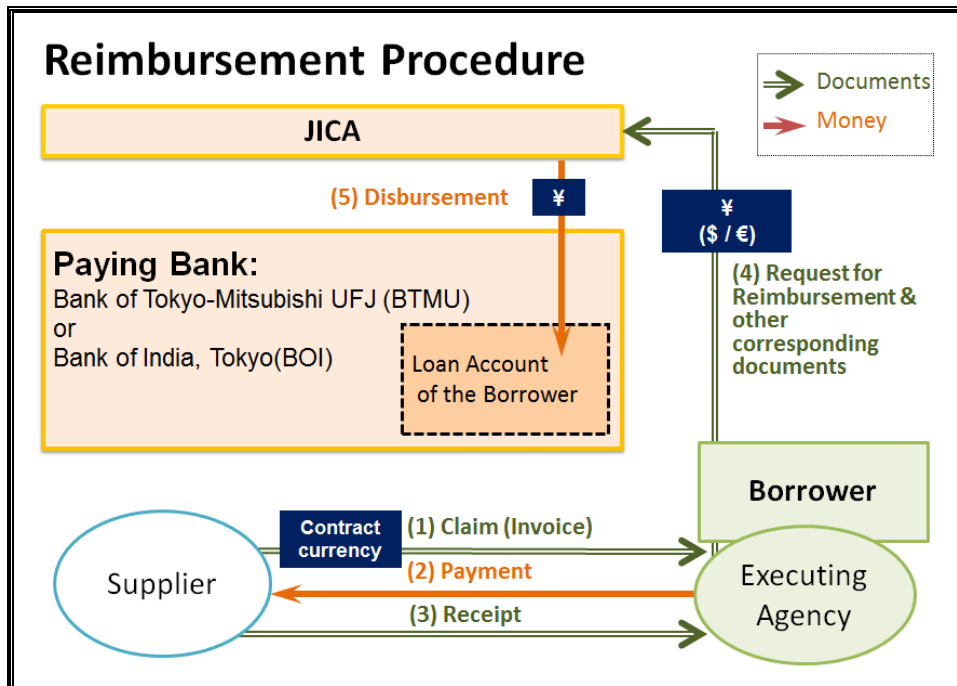 Reimbursement Procedure
Documents
Money
JICA
(5) Disbursement
¥
¥
($ / €)
Paying Bank:
Bank of Tokyo-Mitsubishi UFJ (BTMU)
or
Bank of India, Tokyo(BOI)
Loan Account
of the Borrower
(4) Request for
Reimbursement &
other
corresponding
documents
Borrower
Contract
currency
(1) Claim (Invoice)
(2) Payment
(3) Receipt
Supplier
Executing
Agency